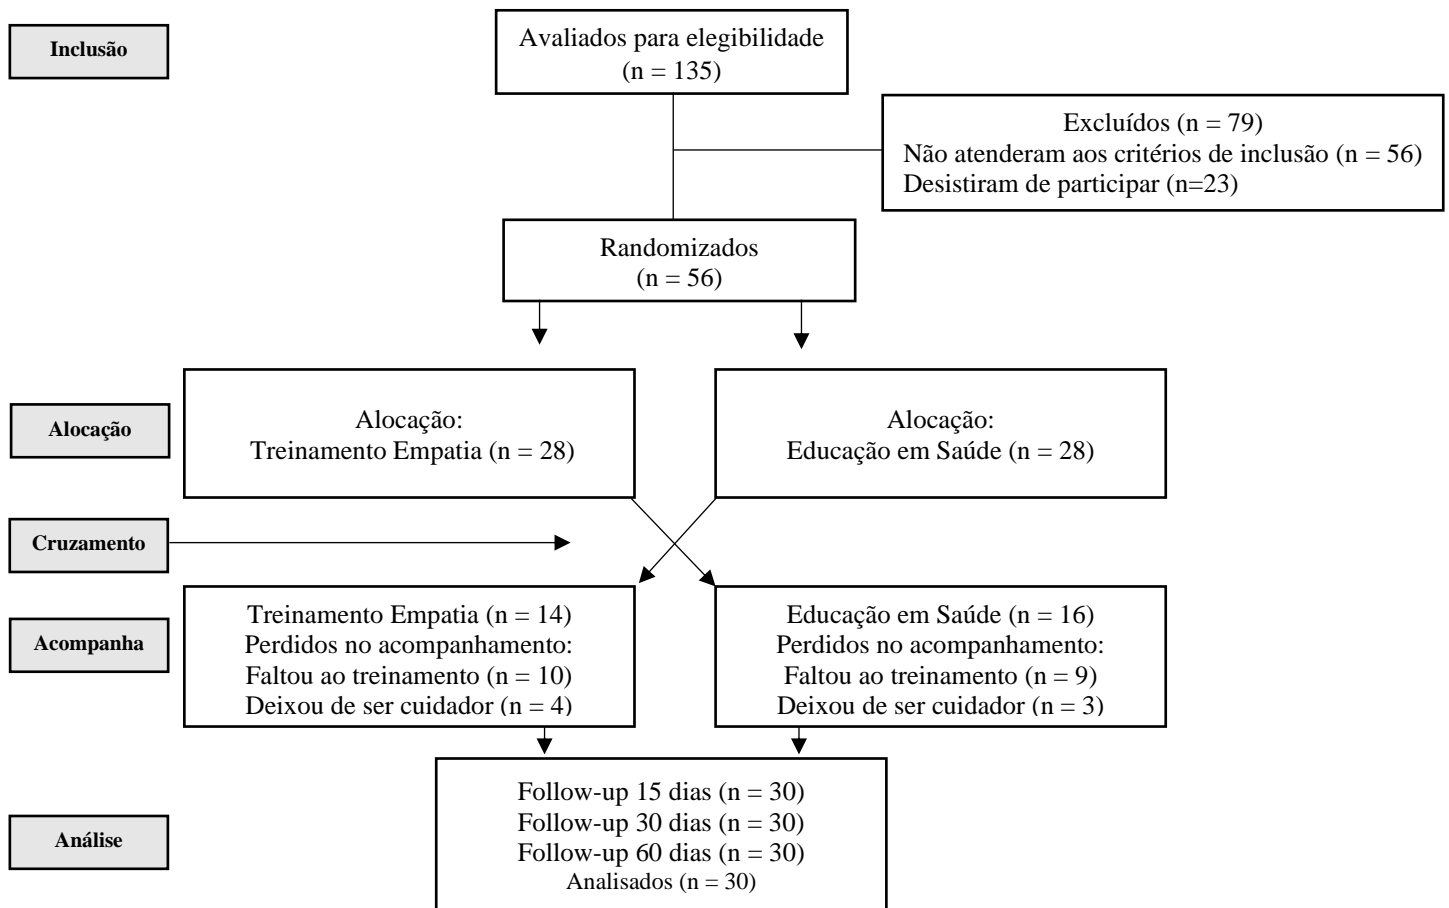 Inclusão
Avaliados para elegibilidade
(n = 135)
Excluídos (n = 79)
Não atenderam aos critérios de inclusão (n = 56)
Desistiram de participar (n=23)
Randomizados
(n = 56)
Alocação
Alocação:
Treinamento Empatia (n = 28)
Alocação:
Educação em Saúde (n = 28)
Cruzamento
Acompanha
Treinamento Empatia (n = 14)
Perdidos no acompanhamento:
Faltou ao treinamento (n = 10)
Deixou de ser cuidador (n = 4)
Educação em Saúde (n = 16)
Perdidos no acompanhamento:
Faltou ao treinamento (n = 9)
Deixou de ser cuidador (n = 3)
Análise
Follow-up 15 dias (n = 30)
Follow-up 30 dias (n = 30)
Follow-up 60 dias (n = 30)
Analisados (n = 30)